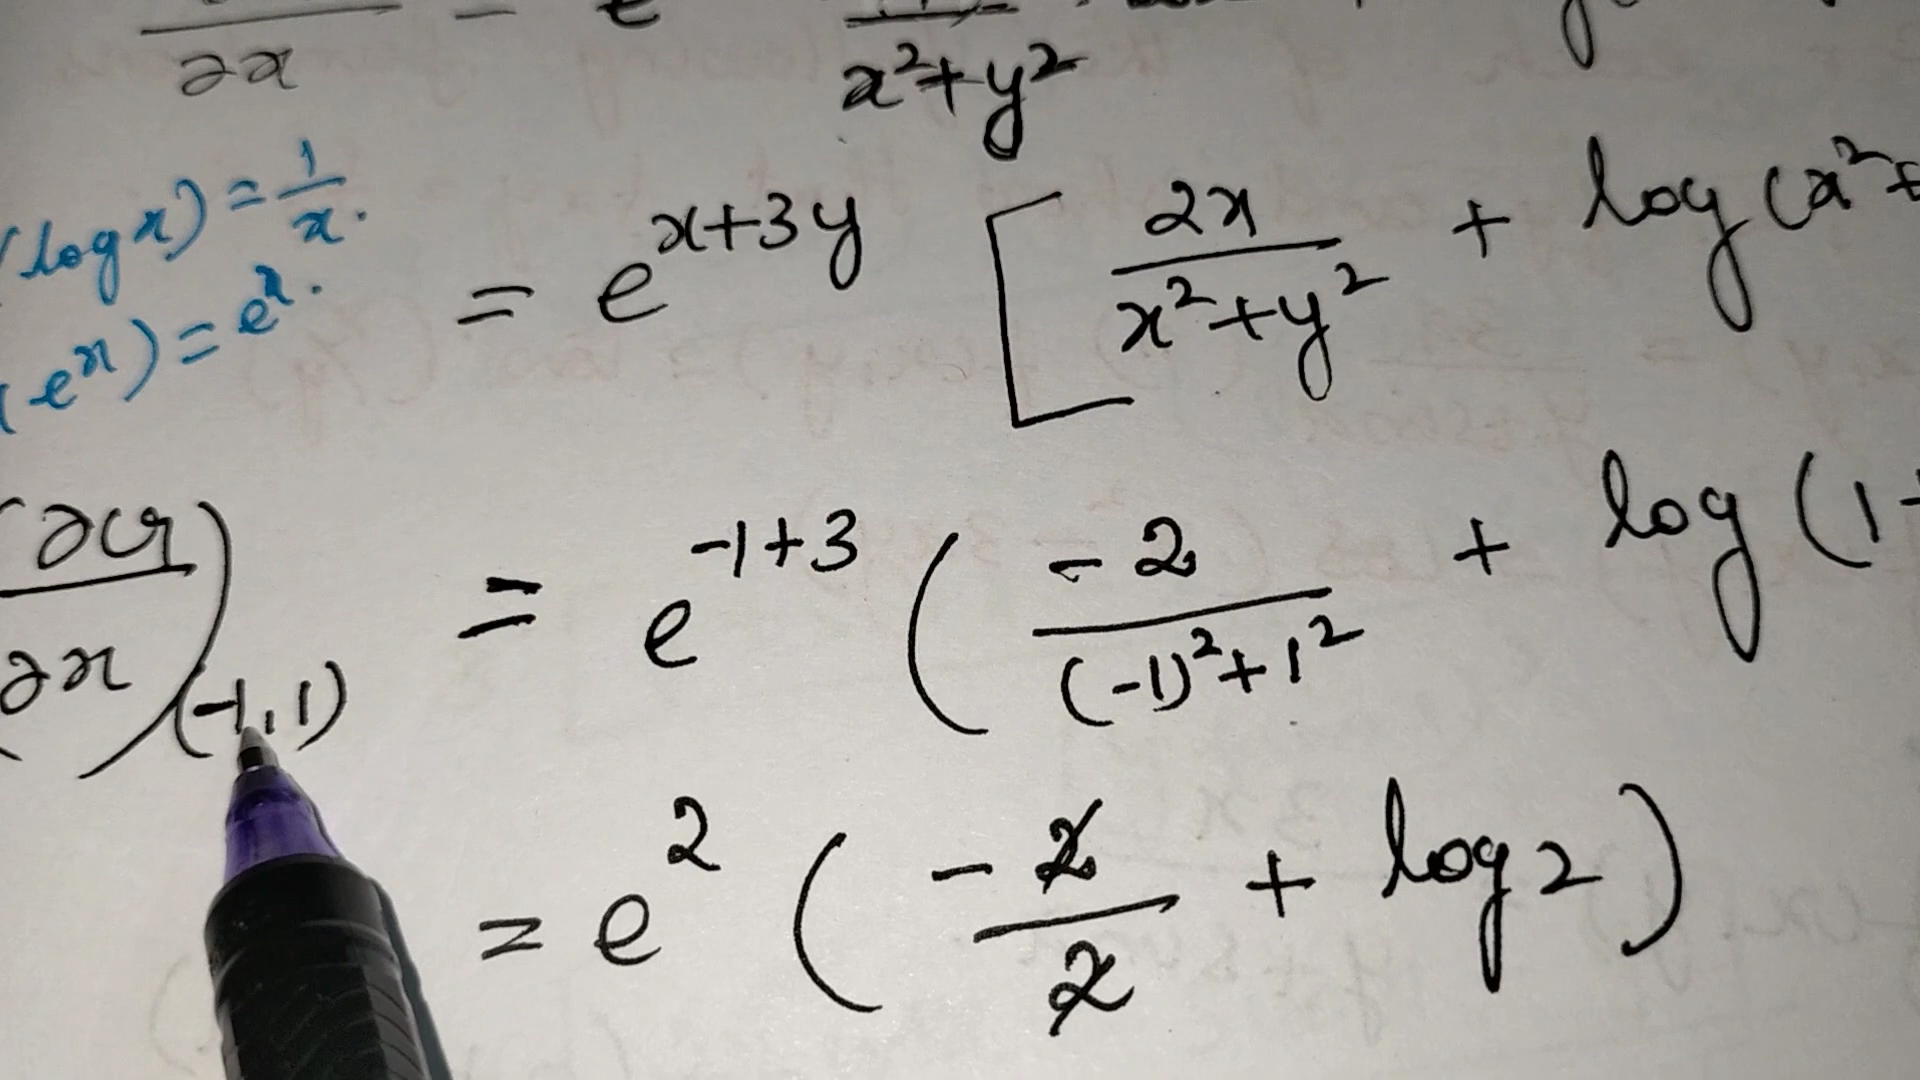 ∂x x²+y²
(log x) = 1/x.
(eˣ) = eˣ.
= e^(x+3y) [ 2x/(x²+y²) + log (x²+
(∂G/∂x)₍₋₁,₁₎ = e^(-1+3) ( -2/((-1)²+1²) + log (1+
= e² ( -2/2 + log 2 )